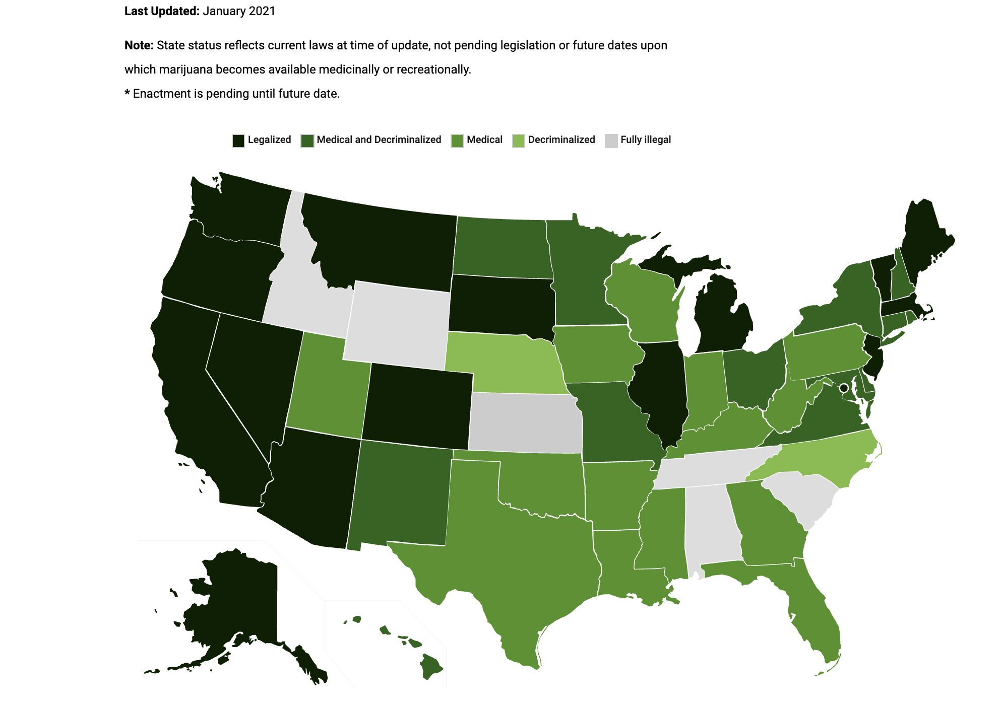 Last Updated: January 2021
Note: State status reflects current laws at time of update, not pending legislation or future dates upon
which marijuana becomes available medicinally or recreationally.
* Enactment is pending until future date.
Legalized Medical and Decriminalized Medical Decriminalized Fully illegal